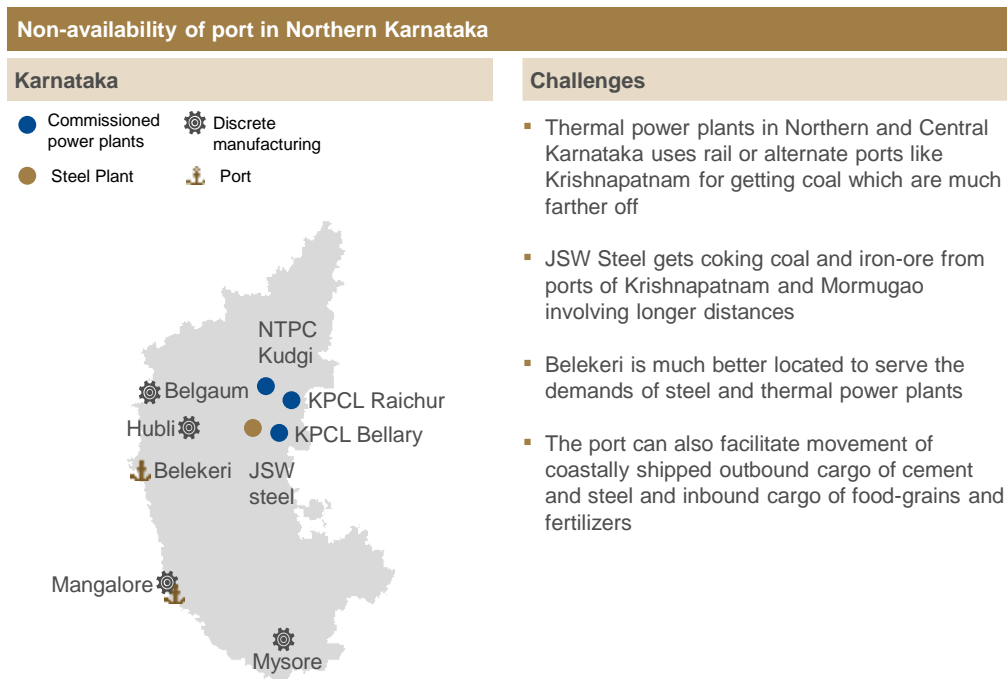 Non-availability of port in Northern Karnataka
Karnataka
Commissioned
power plants
Discrete
manufacturing
Steel Plant
Port
NTPC
Kudgi
Belgaum
KPCL Raichur
Hubli
KPCL Bellary
Belekeri
JSW
steel
Mangalore
Mysore
Challenges
▪ Thermal power plants in Northern and Central
Karnataka uses rail or alternate ports like
Krishnapatnam for getting coal which are much
farther off
▪ JSW Steel gets coking coal and iron-ore from
ports of Krishnapatnam and Mormugao
involving longer distances
▪ Belekeri is much better located to serve the
demands of steel and thermal power plants
▪ The port can also facilitate movement of
coastally shipped outbound cargo of cement
and steel and inbound cargo of food-grains and
fertilizers